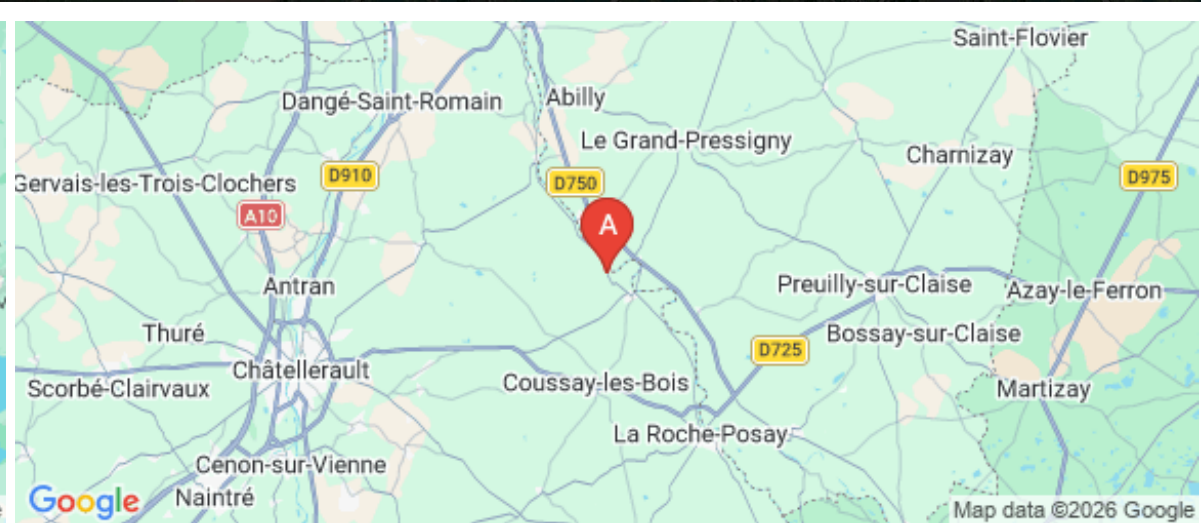 Saint-Flovier
Dangé-Saint-Romain
Abilly
Le Grand-Pressigny
Charnizay
D910
D750
D975
Gervais-les-Trois-Clochers
A10
A
Antran
Preuilly-sur-Claise
Azay-le-Ferron
Thuré
Bossay-sur-Claise
D725
Châtellerault
Scorbé-Clairvaux
Coussay-les-Bois
Martizay
La Roche-Posay
Cenon-sur-Vienne
Naintré
Google
Map data ©2026 Google